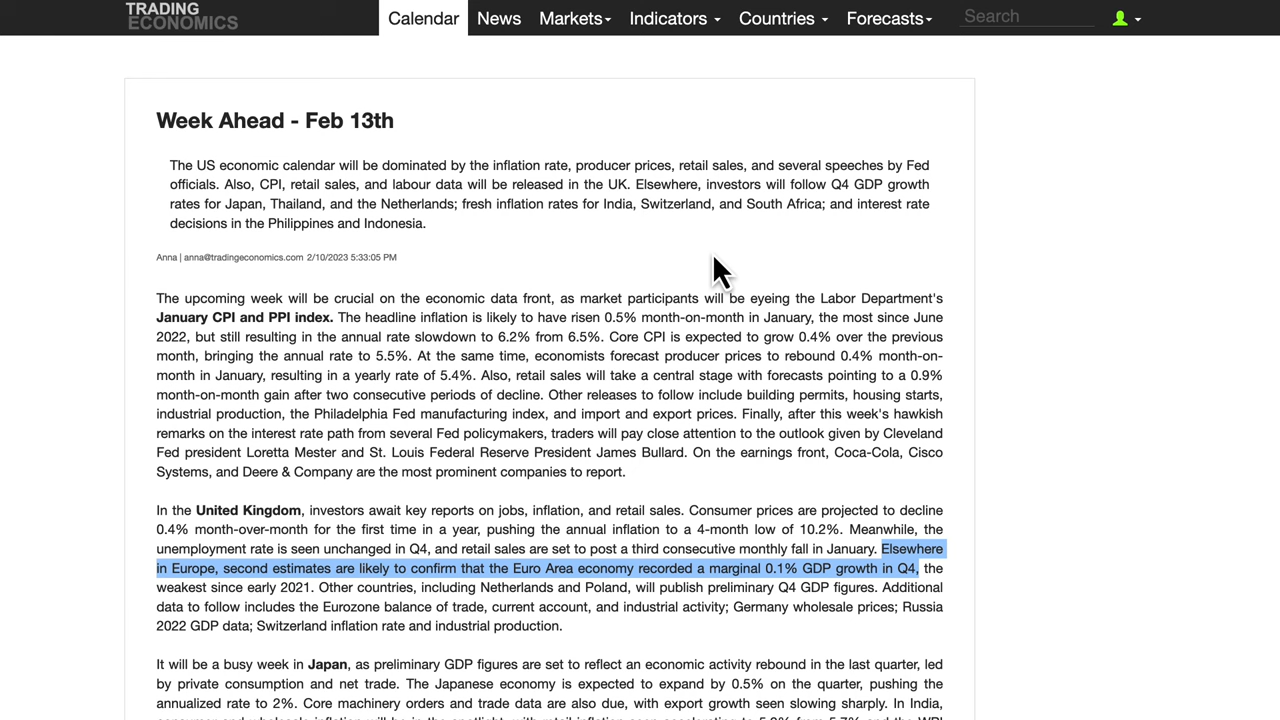 TRADING
ECONOMICS
Calendar News Markets Indicators Countries Forecasts Search
Week Ahead - Feb 13th
The US economic calendar will be dominated by the inflation rate, producer prices, retail sales, and several speeches by Fed
officials. Also, CPI, retail sales, and labour data will be released in the UK. Elsewhere, investors will follow Q4 GDP growth
rates for Japan, Thailand, and the Netherlands; fresh inflation rates for India, Switzerland, and South Africa; and interest rate
decisions in the Philippines and Indonesia.
Anna | anna@tradingeconomics.com 2/10/2023 5:33:05 PM
The upcoming week will be crucial on the economic data front, as market participants will be eyeing the Labor Department's
January CPI and PPI index. The headline inflation is likely to have risen 0.5% month-on-month in January, the most since June
2022, but still resulting in the annual rate slowdown to 6.2% from 6.5%. Core CPI is expected to grow 0.4% over the previous
month, bringing the annual rate to 5.5%. At the same time, economists forecast producer prices to rebound 0.4% month-on-
month in January, resulting in a yearly rate of 5.4%. Also, retail sales will take a central stage with forecasts pointing to a 0.9%
month-on-month gain after two consecutive periods of decline. Other releases to follow include building permits, housing starts,
industrial production, the Philadelphia Fed manufacturing index, and import and export prices. Finally, after this week's hawkish
remarks on the interest rate path from several Fed policymakers, traders will pay close attention to the outlook given by Cleveland
Fed president Loretta Mester and St. Louis Federal Reserve President James Bullard. On the earnings front, Coca-Cola, Cisco
Systems, and Deere & Company are the most prominent companies to report.
In the United Kingdom, investors await key reports on jobs, inflation, and retail sales. Consumer prices are projected to decline
0.4% month-over-month for the first time in a year, pushing the annual inflation to a 4-month low of 10.2%. Meanwhile, the
unemployment rate is seen unchanged in Q4, and retail sales are set to post a third consecutive monthly fall in January. Elsewhere
in Europe, second estimates are likely to confirm that the Euro Area economy recorded a marginal 0.1% GDP growth in Q4, the
weakest since early 2021. Other countries, including Netherlands and Poland, will publish preliminary Q4 GDP figures. Additional
data to follow includes the Eurozone balance of trade, current account, and industrial activity; Germany wholesale prices; Russia
2022 GDP data; Switzerland inflation rate and industrial production.
It will be a busy week in Japan, as preliminary GDP figures are set to reflect an economic activity rebound in the last quarter, led
by private consumption and net trade. The Japanese economy is expected to expand by 0.5% on the quarter, pushing the
annualized rate to 2%. Core machinery orders and trade data are also due, with export growth seen slowing sharply. In India,